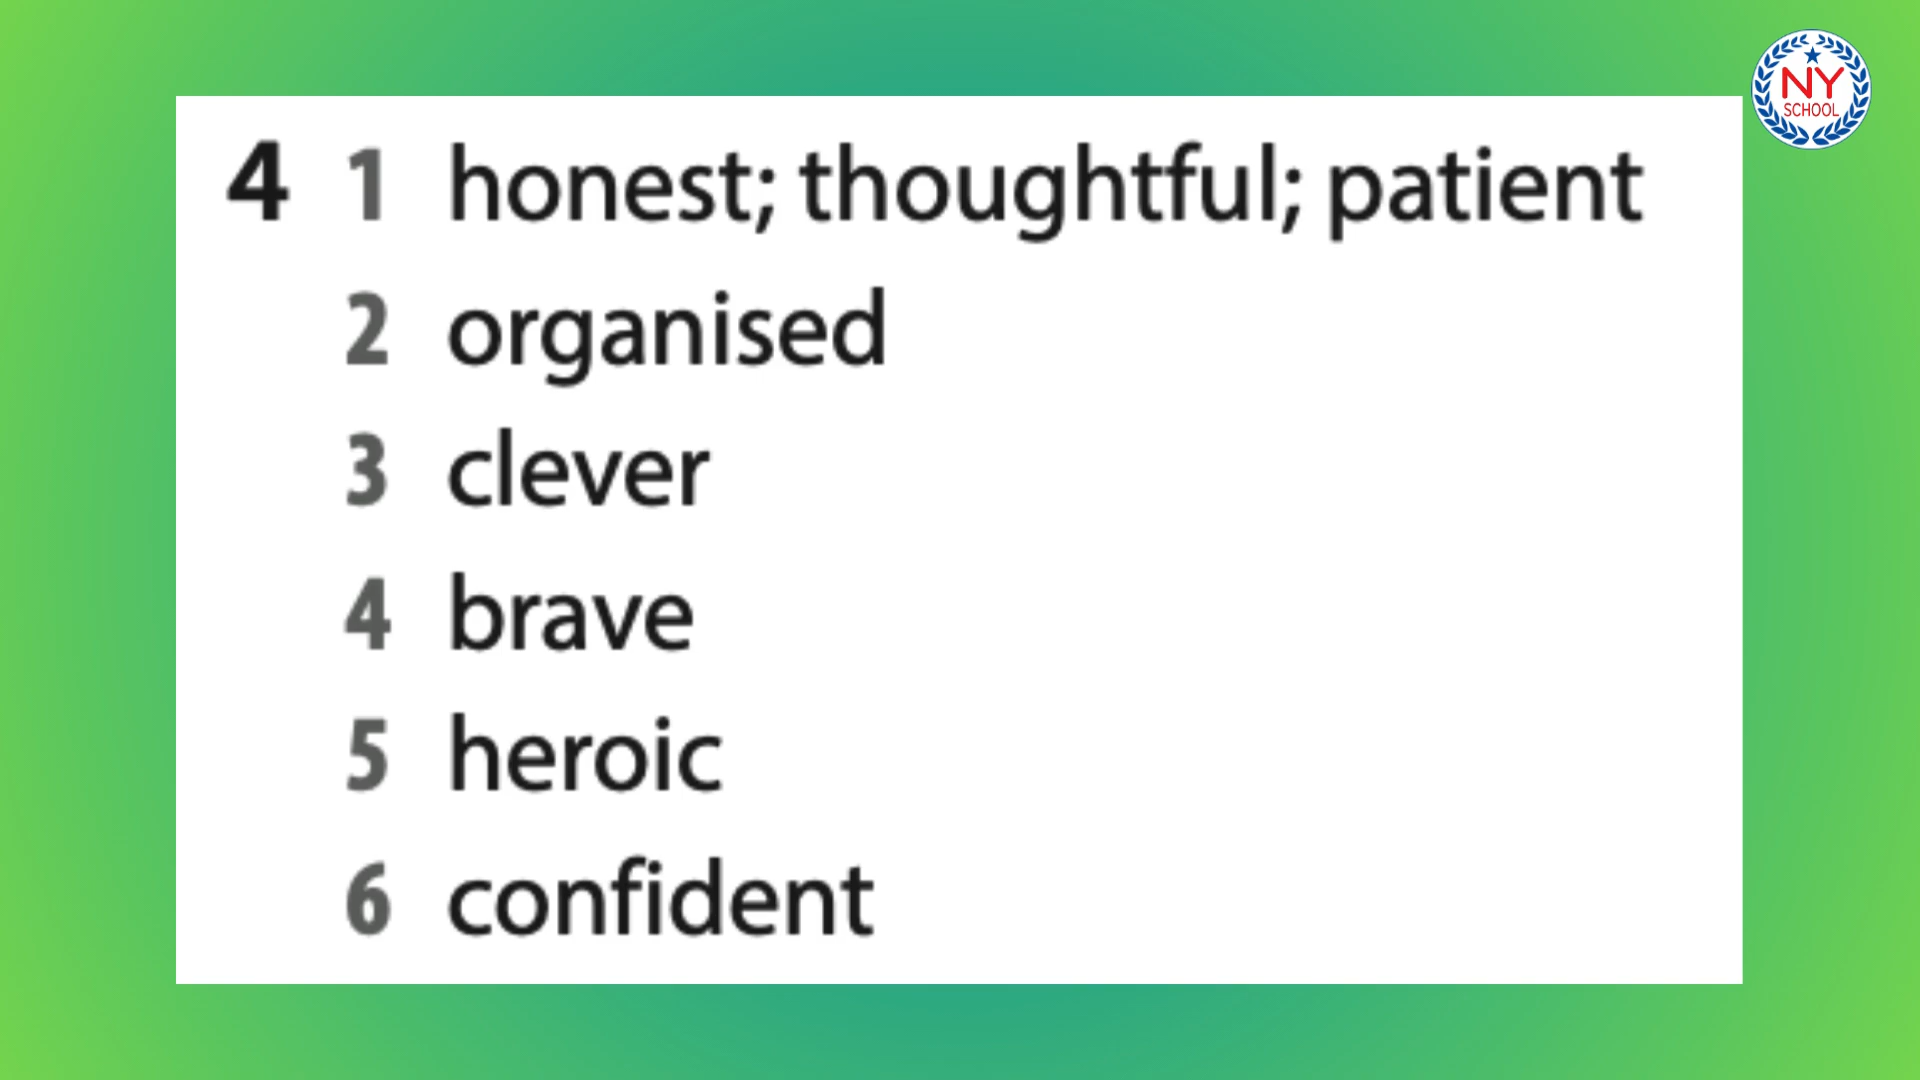 NY
SCHOOL
4 1 honest; thoughtful; patient
2 organised
3 clever
4 brave
5 heroic
6 confident